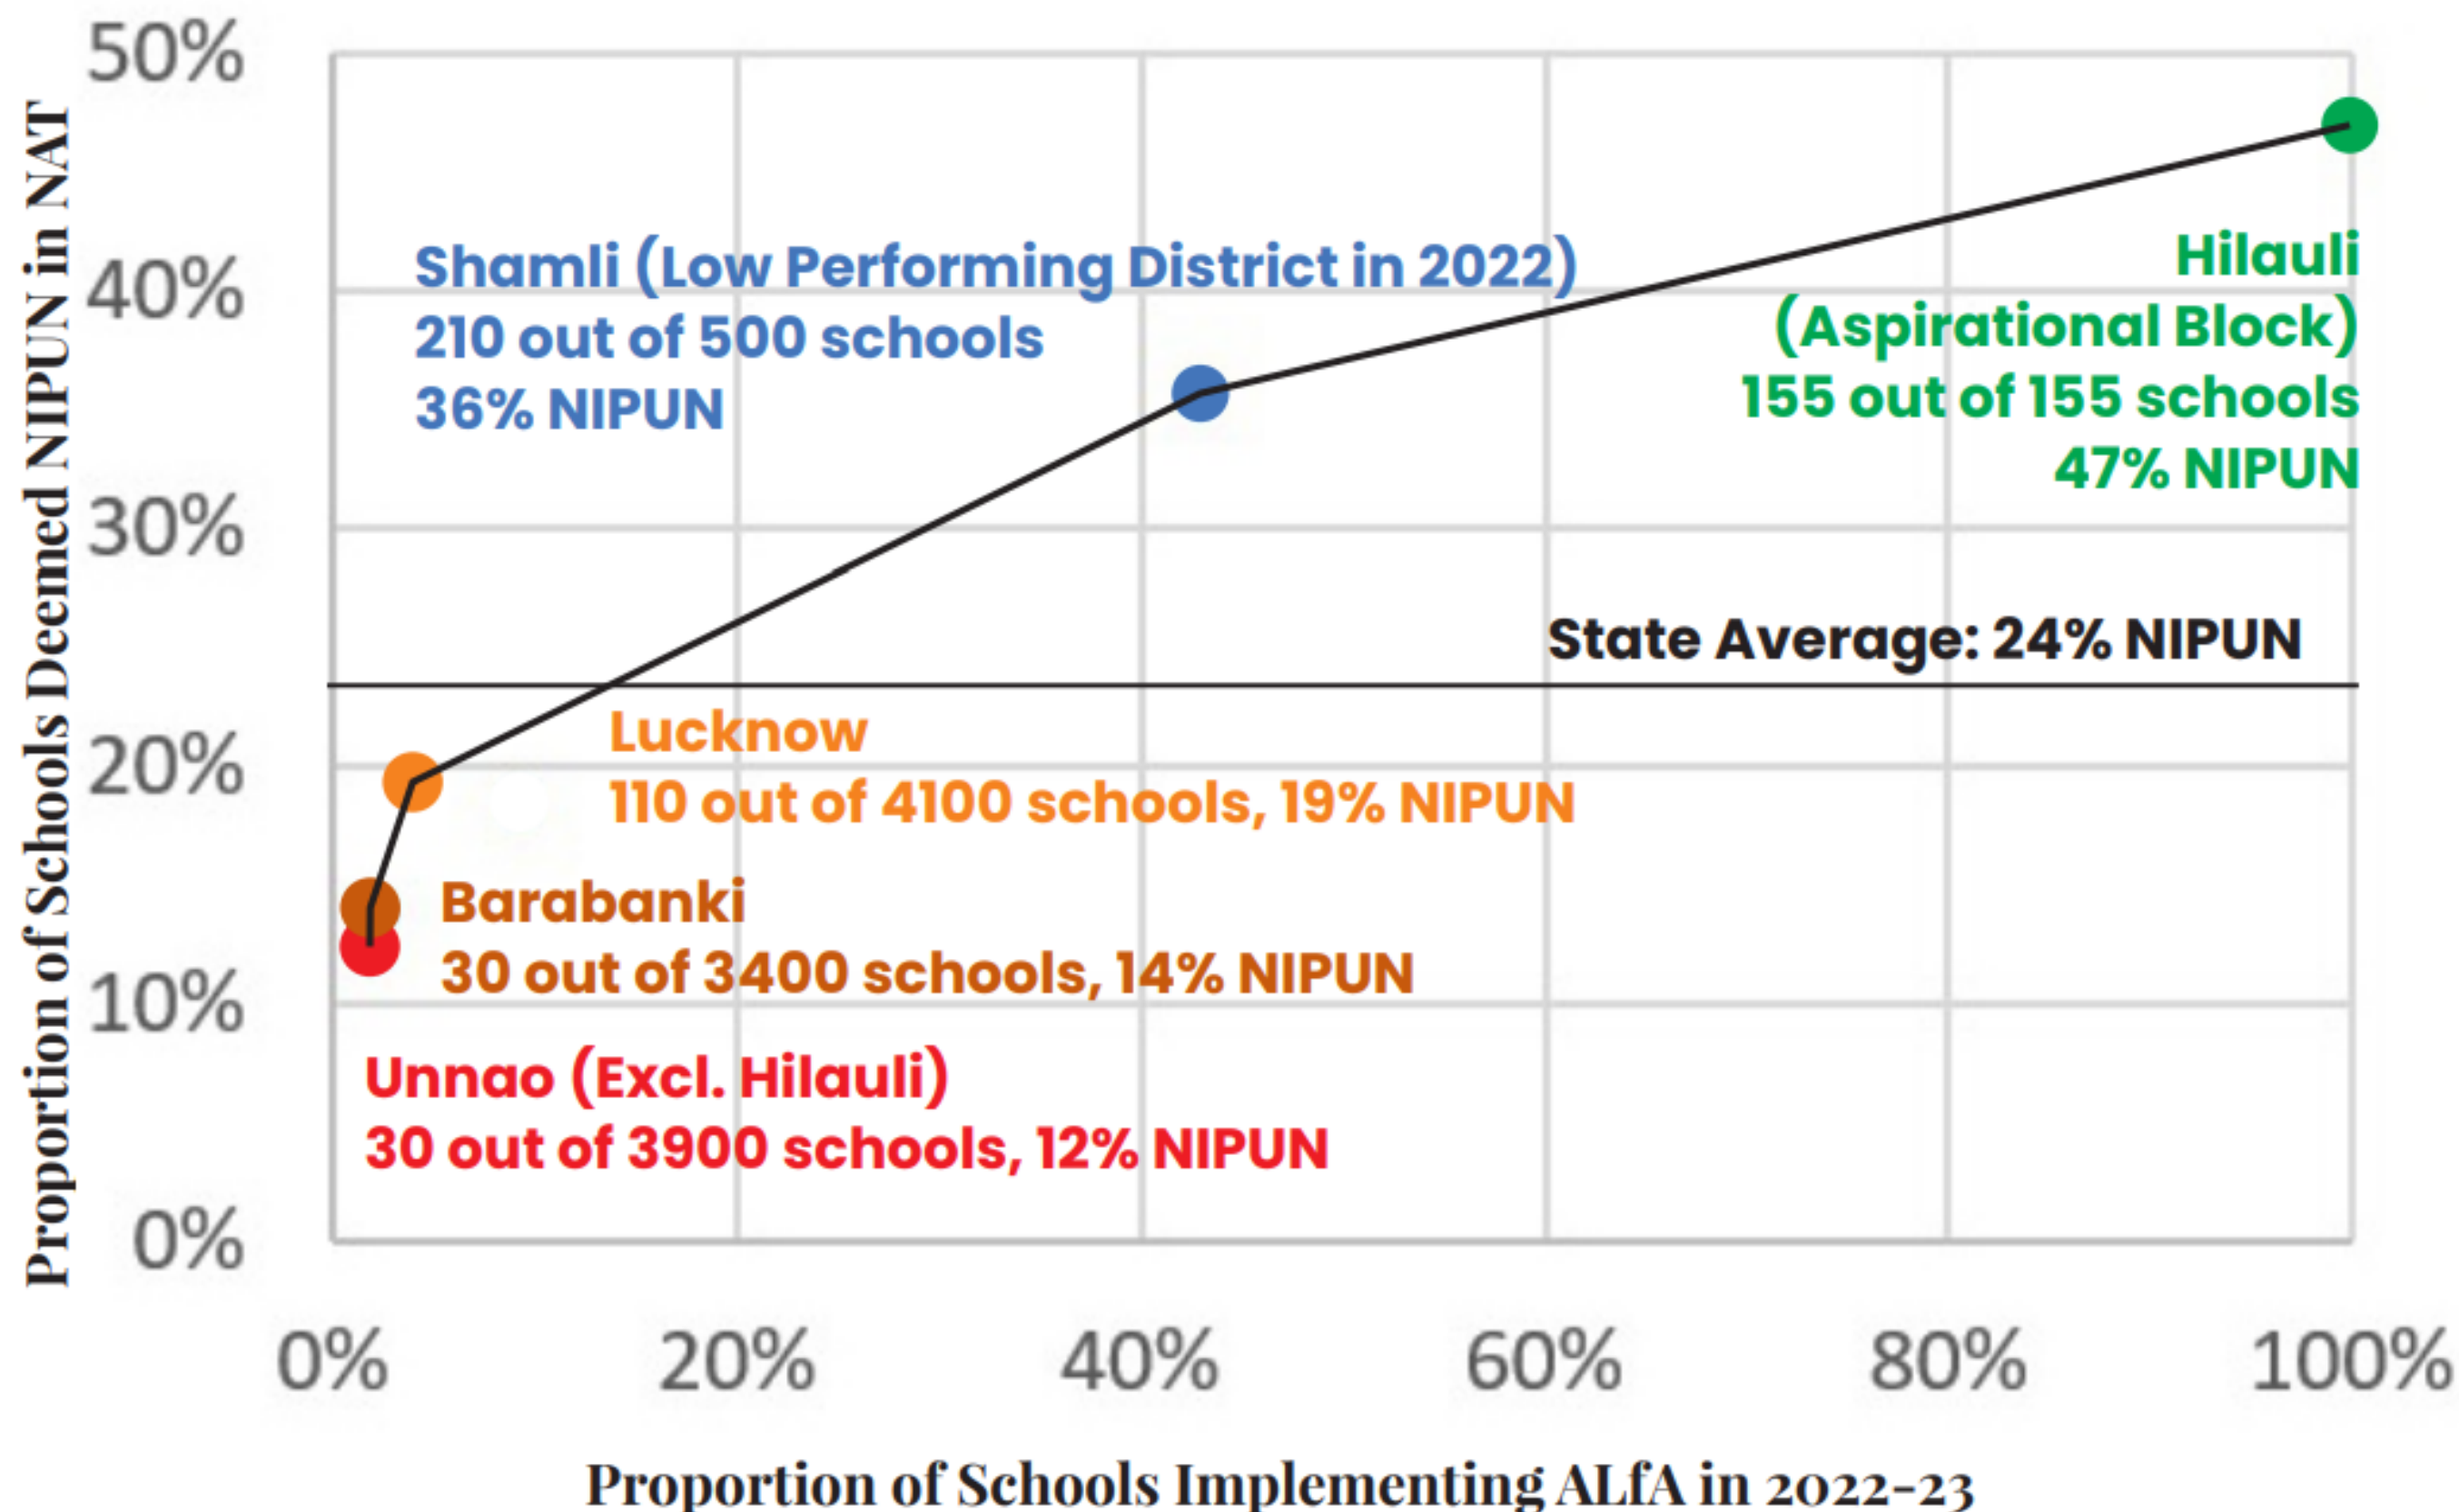 Proportion of Schools Deemed NIPUN in NAT
50%
40%
30%
20%
10%
0%
Shamli (Low Performing District in 2022)
210 out of 500 schools
36% NIPUN
Hilauli
(Aspirational Block)
155 out of 155 schools
47% NIPUN
State Average: 24% NIPUN
Lucknow
110 out of 4100 schools, 19% NIPUN
Barabanki
30 out of 3400 schools, 14% NIPUN
Unnao (Excl. Hilauli)
30 out of 3900 schools, 12% NIPUN
0% 20% 40% 60% 80% 100%
Proportion of Schools Implementing ALfA in 2022-23